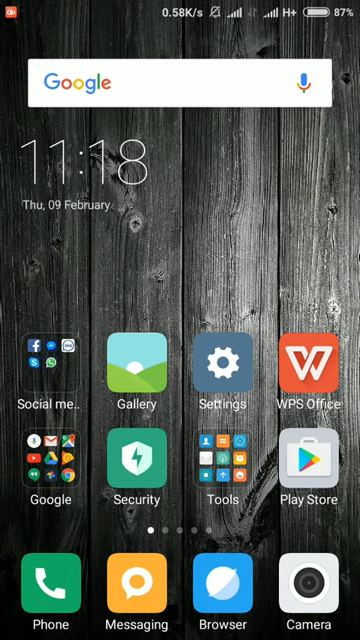 0.58K/s H+ 87%
Google
11:18
Thu, 09 February
Social me..
Gallery
Settings
WPS Office
Google
Security
Tools
Play Store
Phone
Messaging
Browser
Camera